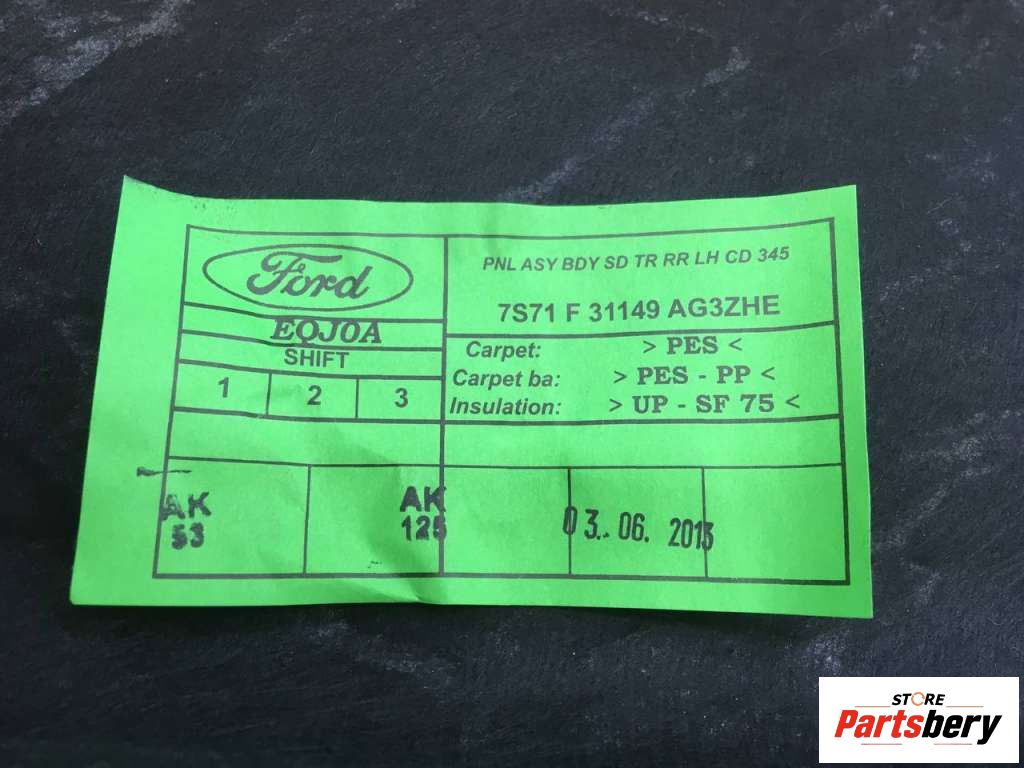 Ford
EQJ0A
SHIFT
1 2 3
PNL ASY BDY SD TR RR LH CD 345
7S71 F 31149 AG3ZHE
Carpet: > PES <
Carpet ba: > PES - PP <
Insulation: > UP - SF 75 <
AK
53
AK
125
03. 06. 2013
STORE
Partsbery